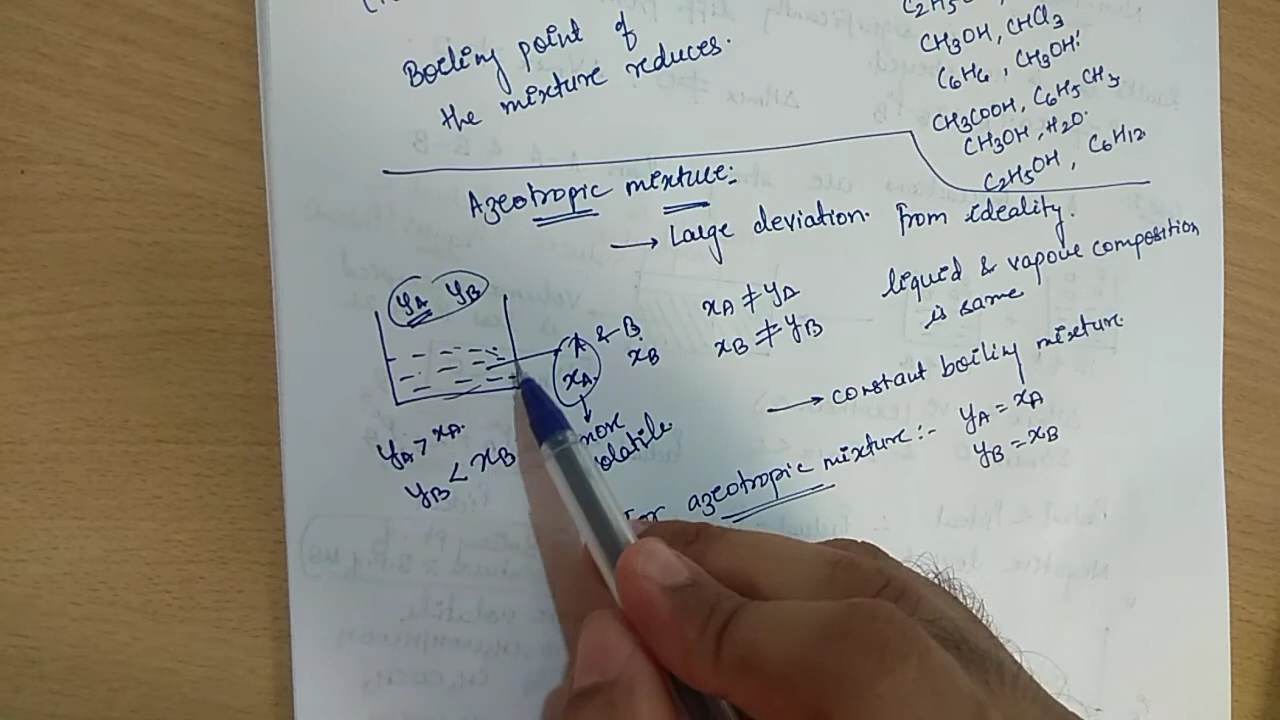 Boiling point of
the mixture reduces.
CH3OH, CHCl3
C6H6, CH3OH
CH3COOH, C6H5CH3
CH3OH, H2O.
C2H5OH, C6H12
Azeotropic mixture:
→ Large deviation. From ideality.
liquid & vapour composition
is same
yA yB
A & B.
xA xB
xA ≠ yA
xB ≠ yB
more
volatile
yA > xA.
yB < xB
→ constant boiling mixture.
For azeotropic mixture:- yA = xA
yB = xB